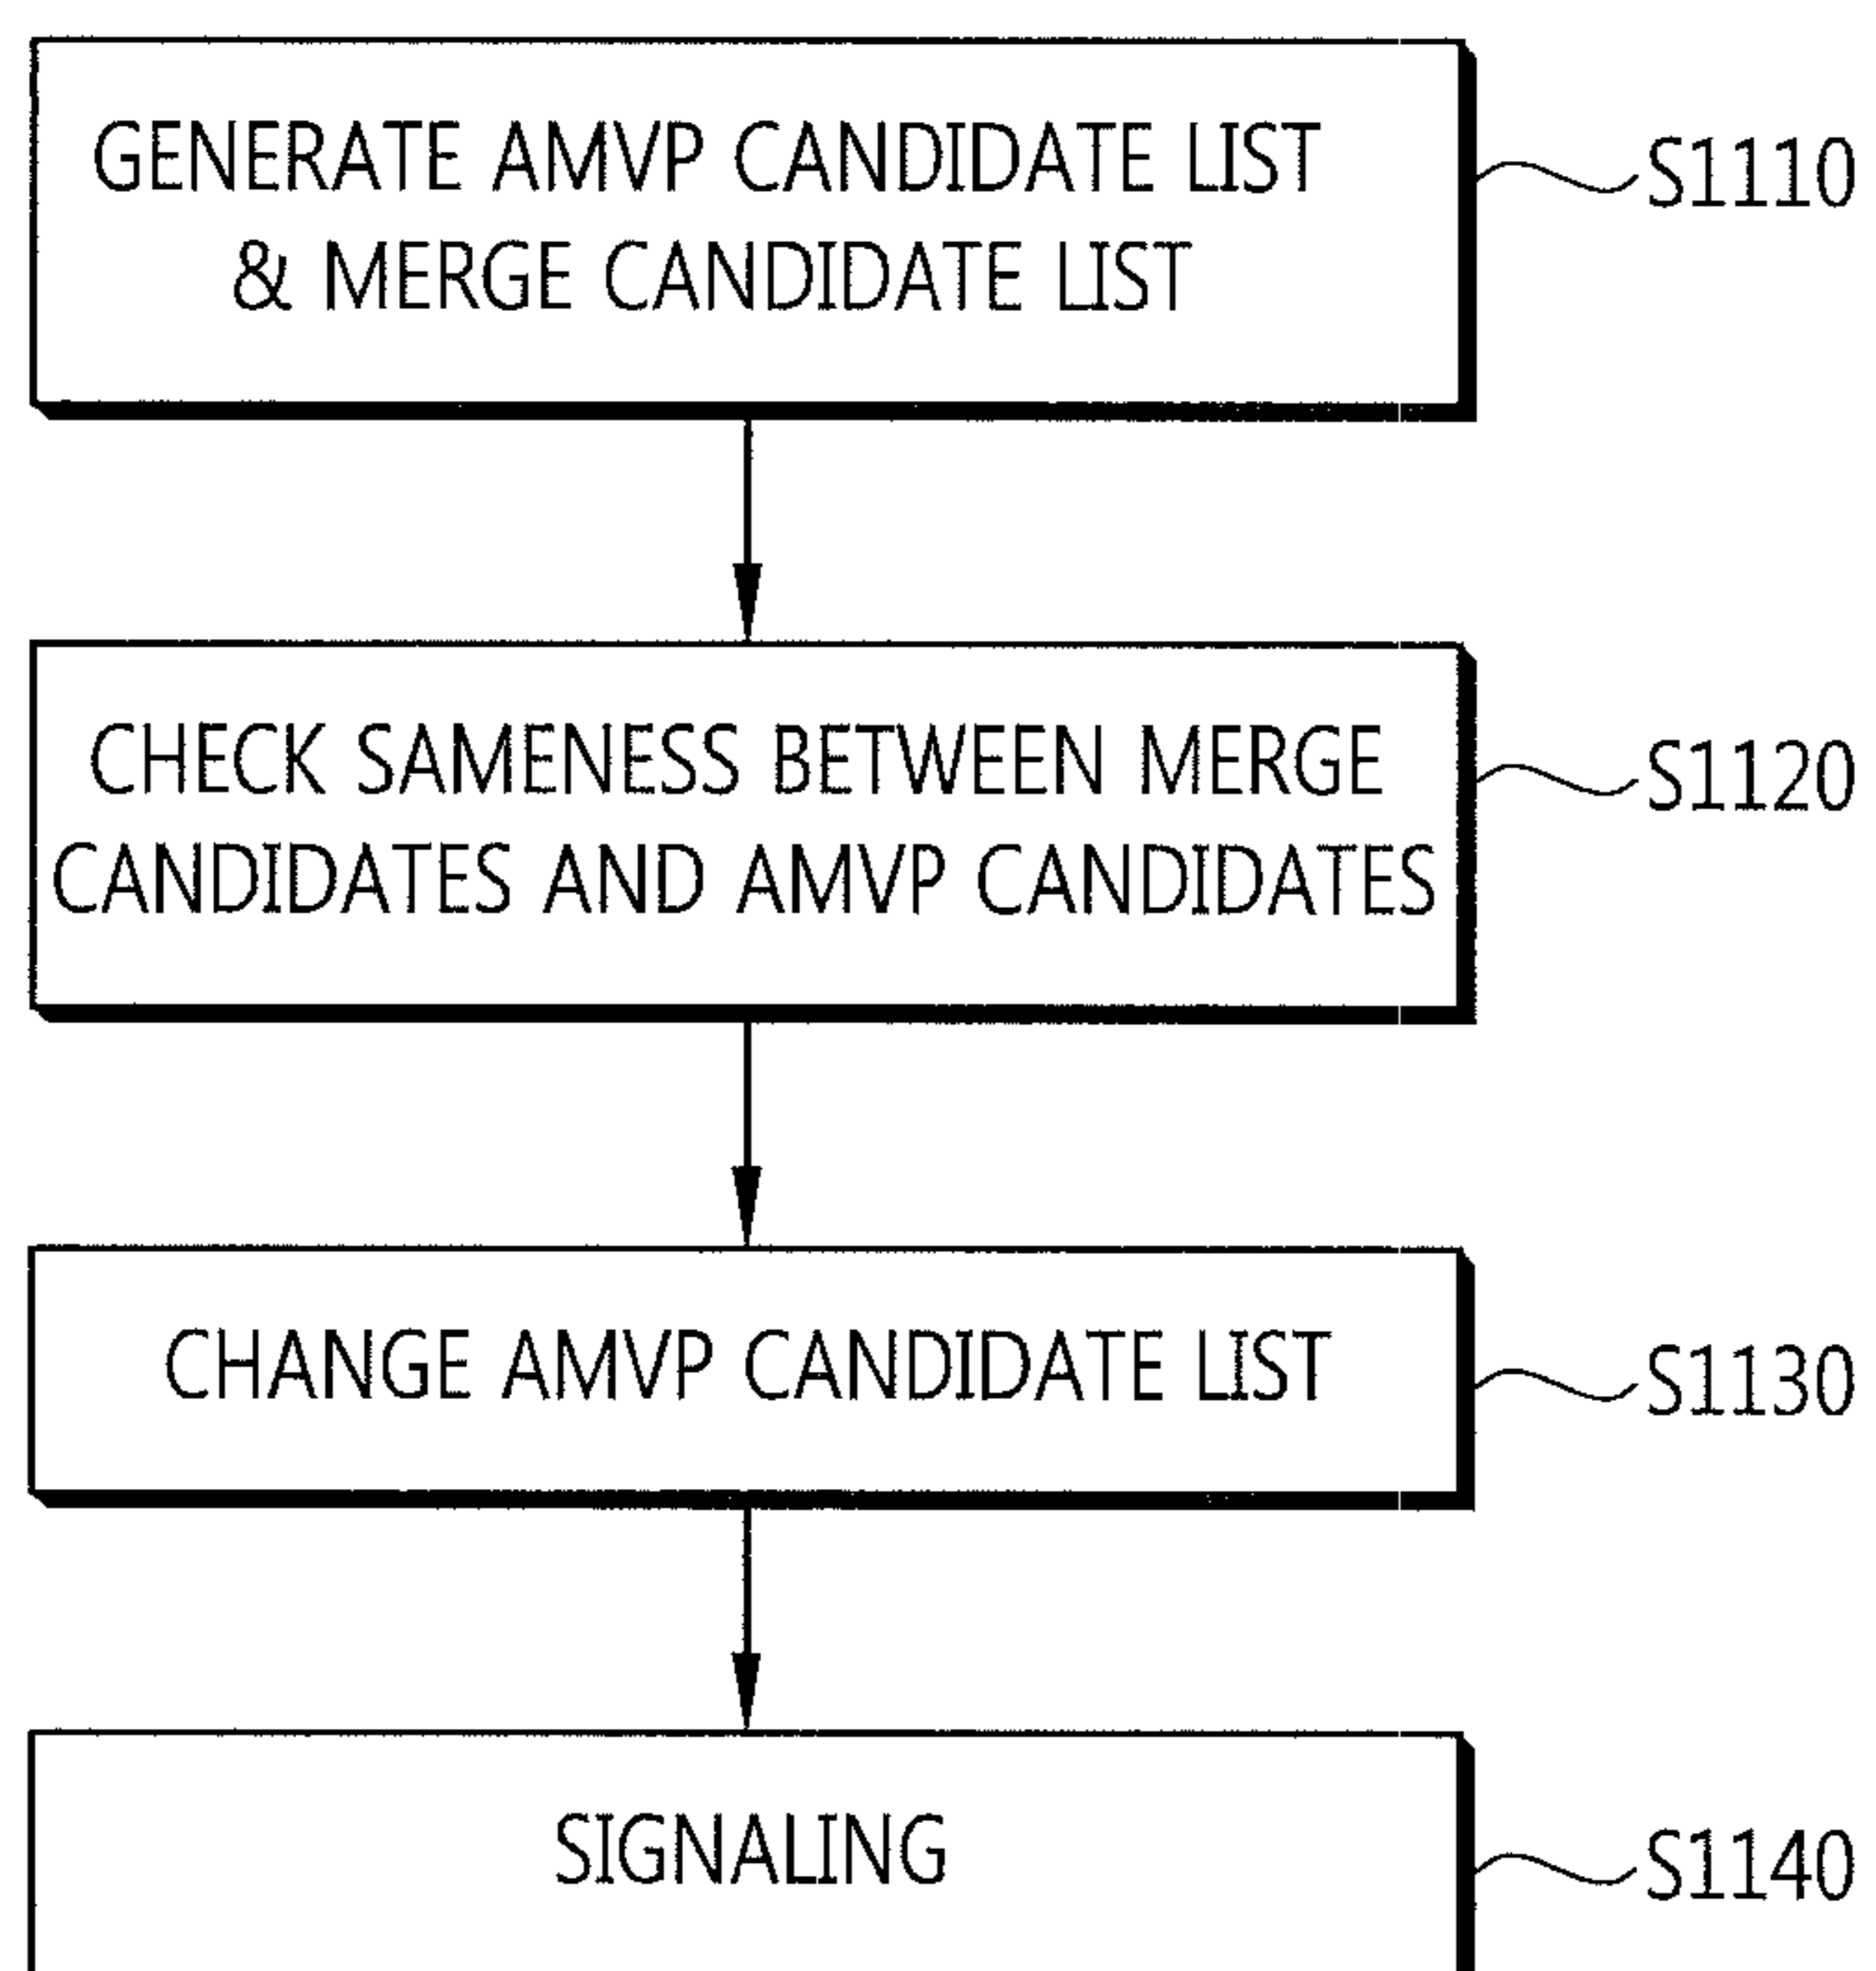 GENERATE AMVP CANDIDATE LIST
& MERGE CANDIDATE LIST
S1110
CHECK SAMENESS BETWEEN MERGE
CANDIDATES AND AMVP CANDIDATES
S1120
CHANGE AMVP CANDIDATE LIST
S1130
SIGNALING
S1140